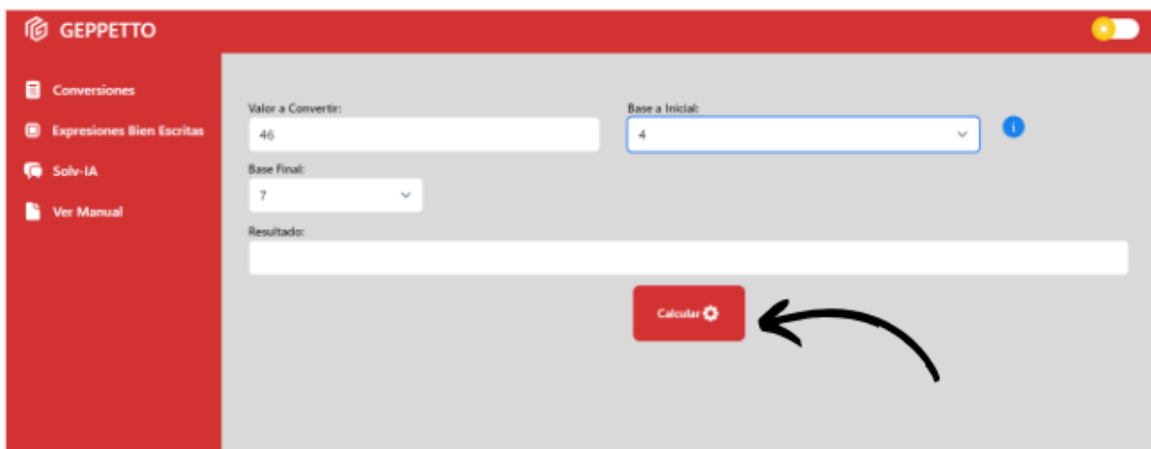 GEPPETTO
Conversiones
Expresiones Bien Escritas
Solv-IA
Ver Manual
Valor a Convertir:
46
Base a Inicial:
4
i
Base Final:
7
Resultado:
Calcular